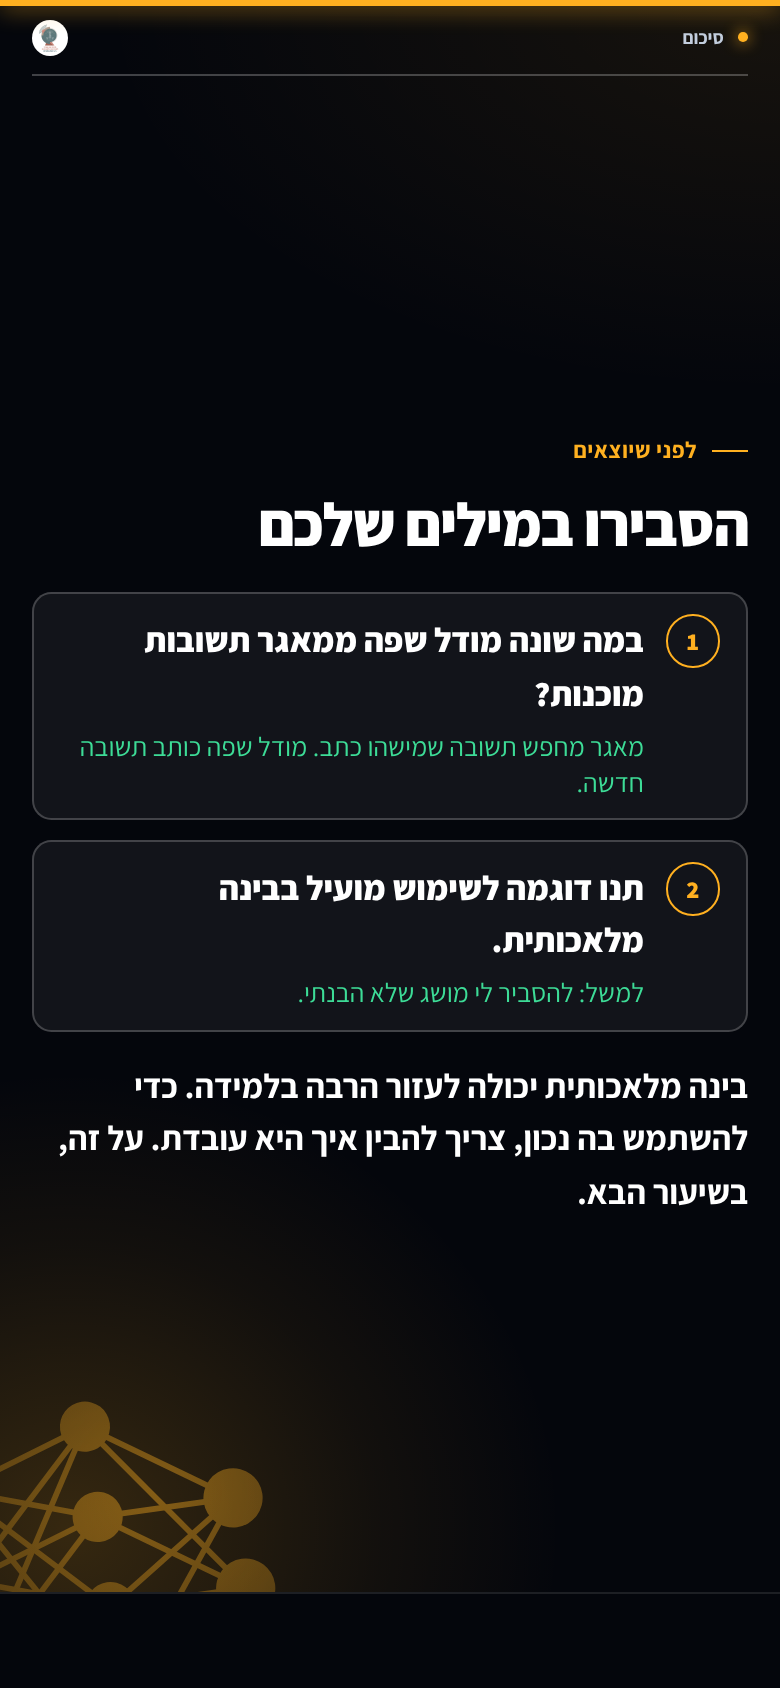 סיכום
לפני שיוצאים
הסבירו במילים שלכם
1
במה שונה מודל שפה ממאגר תשובות
מוכנות?
מאגר מחפש תשובה שמישהו כתב. מודל שפה כותב תשובה
חדשה.
2
תנו דוגמה לשימוש מועיל בבינה
מלאכותית.
למשל: להסביר לי מושג שלא הבנתי.
בינה מלאכותית יכולה לעזור הרבה בלמידה. כדי
להשתמש בה נכון, צריך להבין איך היא עובדת. על זה,
בשיעור הבא.